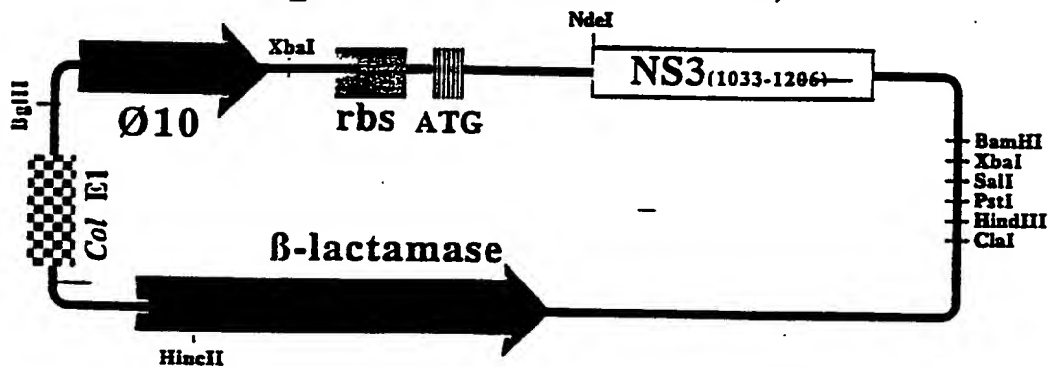 NdeI
XbaI
NS3(1033-1206)
BglII
Ø10
rbs
ATG
BamHI
XbaI
SalI
PstI
HindIII
ClaI
Col E1
ß-lactamase
HincII